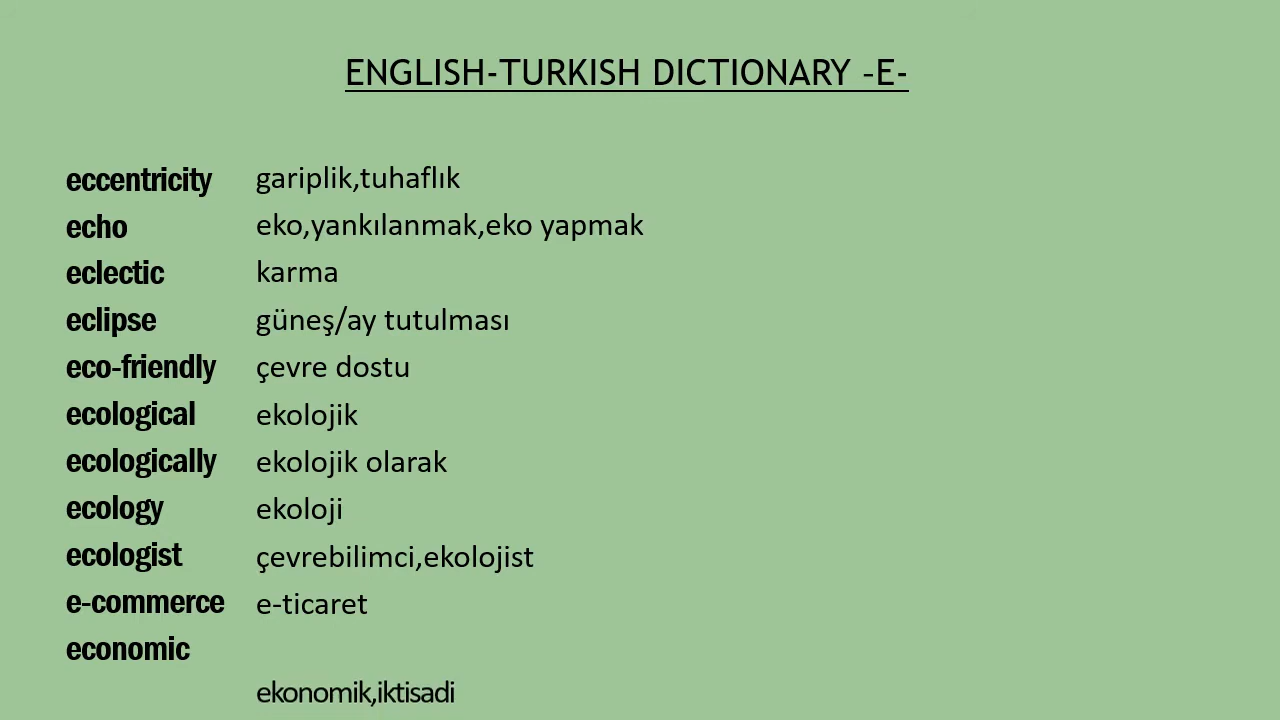 ENGLISH-TURKISH DICTIONARY –E-
eccentricity gariplik,tuhaflık
echo eko,yankılanmak,eko yapmak
eclectic karma
eclipse güneş/ay tutulması
eco-friendly çevre dostu
ecological ekolojik
ecologically ekolojik olarak
ecology ekoloji
ecologist çevrebilimci,ekolojist
e-commerce e-ticaret
economic
ekonomik,iktisadi